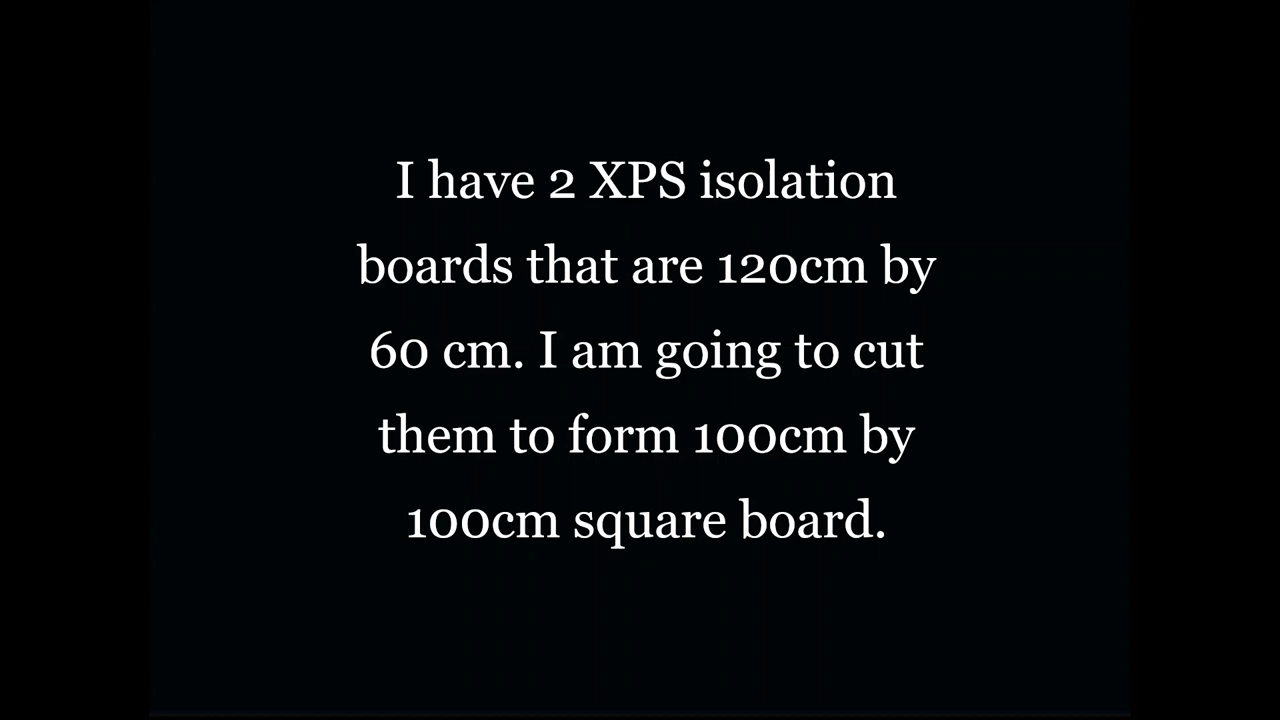 I have 2 XPS isolation
boards that are 120cm by
60 cm. I am going to cut
them to form 100cm by
100cm square board.